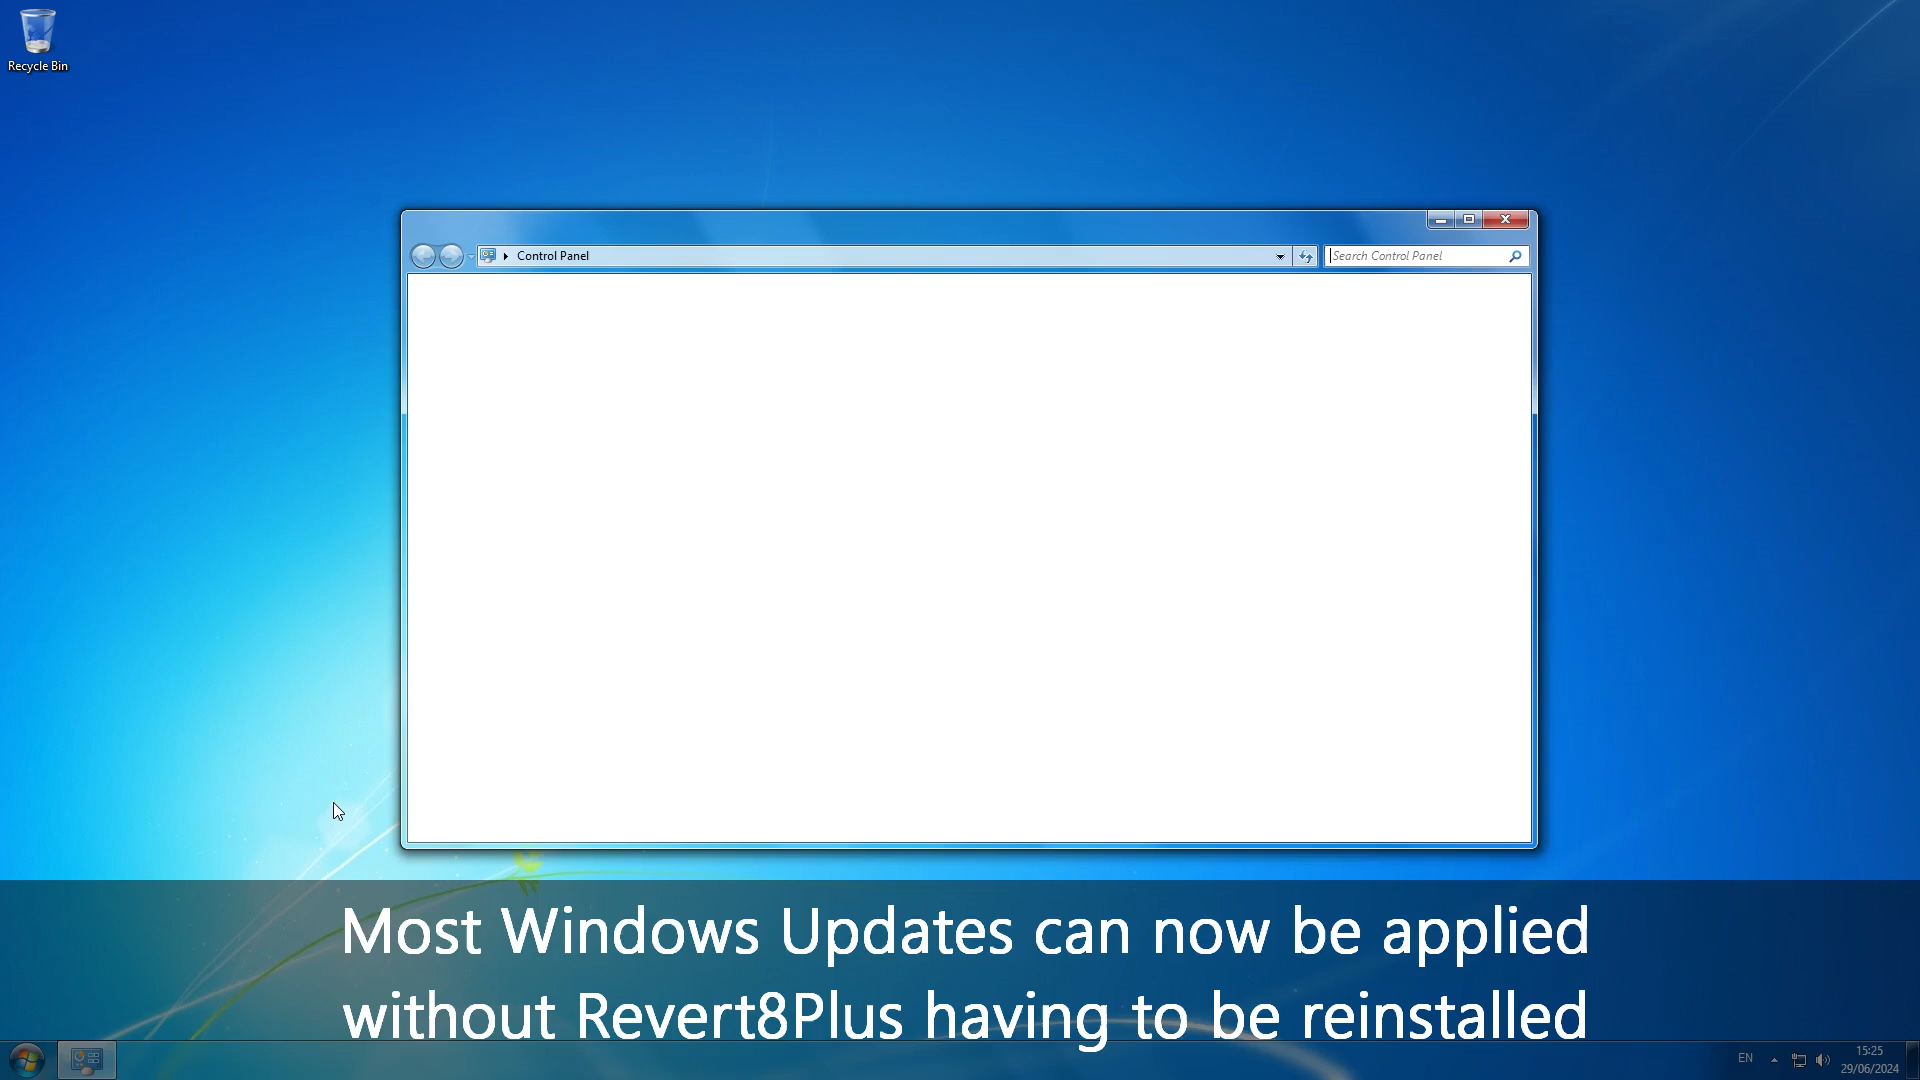 Recycle Bin
Control Panel
Search Control Panel
Most Windows Updates can now be applied
without Revert8Plus having to be reinstalled
EN
15:25
29/06/2024